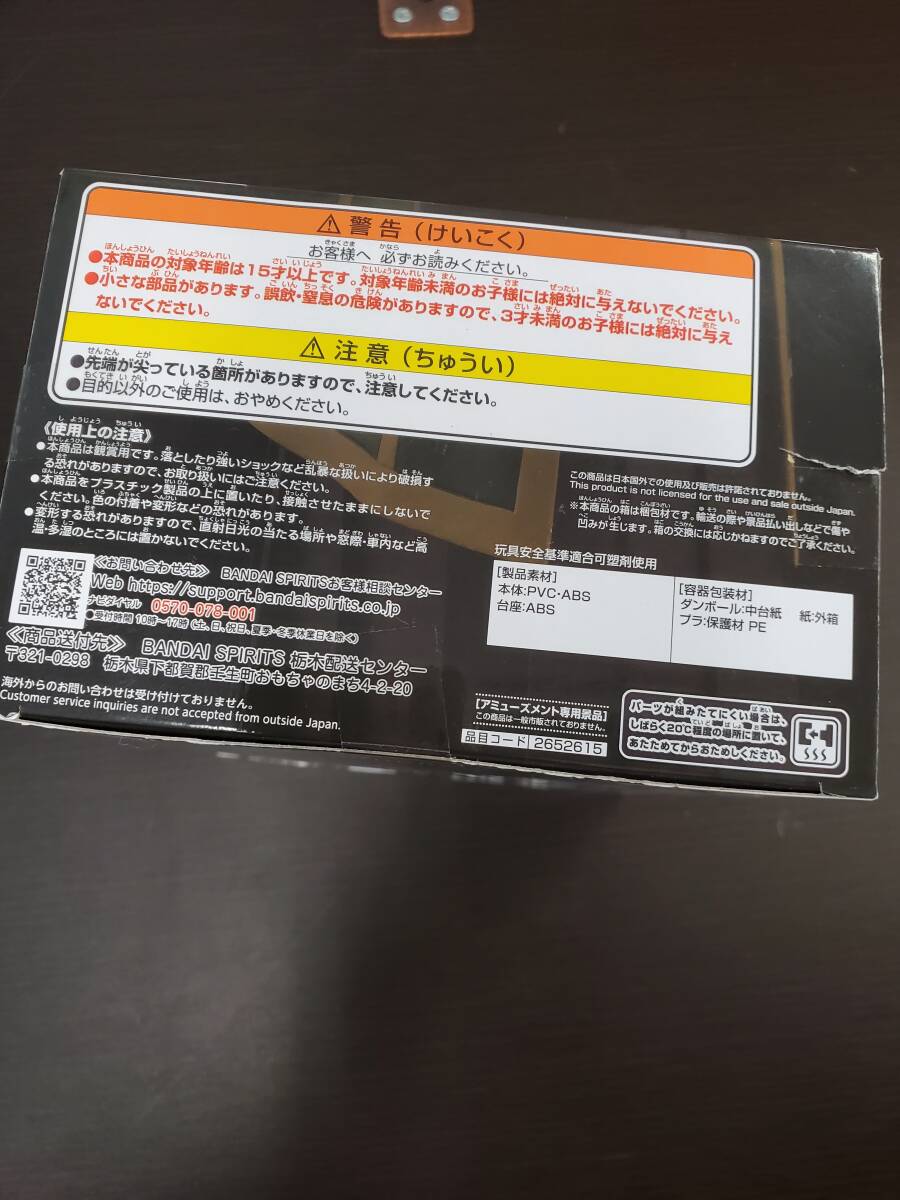 ⚠警告（けいこく）
お客様へ 必ずお読みください。
●本商品の対象年齢は15才以上です。対象年齢未満のお子様には絶対に与えないでください。
●小さな部品があります。誤飲・窒息の危険がありますので、3才未満のお子様には絶対に与え
ないでください。
⚠注意（ちゅうい）
●先端が尖っている箇所がありますので、注意してください。
●目的以外のご使用は、おやめください。
《使用上の注意》
●本商品は観賞用です。落としたり強いショックなど乱暴な扱いにより破損す
る恐れがありますので、お取り扱いにはご注意ください。
●本商品をプラスチック製品の上に置いたり、接触させたままにしないで
ください。色の付着や変形などの恐れがあります。
●変形する恐れがありますので、直射日光の当たる場所や窓際・車内など高
温・多湿のところには置かないでください。
この商品は日本国外での使用及び販売は許諾されておりません。
This product is not licensed for the use and sale outside Japan.
※本商品の箱は梱包材です。輸送の際や景品払い出しなどで傷や
凹みが生じます。箱の交換には応じかねますのでご了承ください。
≪お問い合わせ先≫ BANDAI SPIRITSお客様相談センター
Web https://support.bandaispirits.co.jp
ナビダイヤル 0570-078-001
●受付時間 10時〜17時（土、日、祝日、夏季・冬季休業日を除く）
≪商品送付先≫ BANDAI SPIRITS 栃木配送センター
〒321-0298 栃木県下都賀郡壬生町おもちゃのまち4-2-20
海外からのお問い合わせは受け付けておりません。
Customer service inquiries are not accepted from outside Japan.
玩具安全基準適合可塑剤使用
[製品素材]
本体:PVC・ABS
台座:ABS
[容器包装材]
ダンボール:中台紙 紙:外箱
プラ:保護材 PE
[アミューズメント専用景品]
この商品は一般市販されておりません。
品目コード 2652615
パーツが組みたてにくい場合は、
しばらく20℃程度の場所に置いて、
あたためてからおためしください。